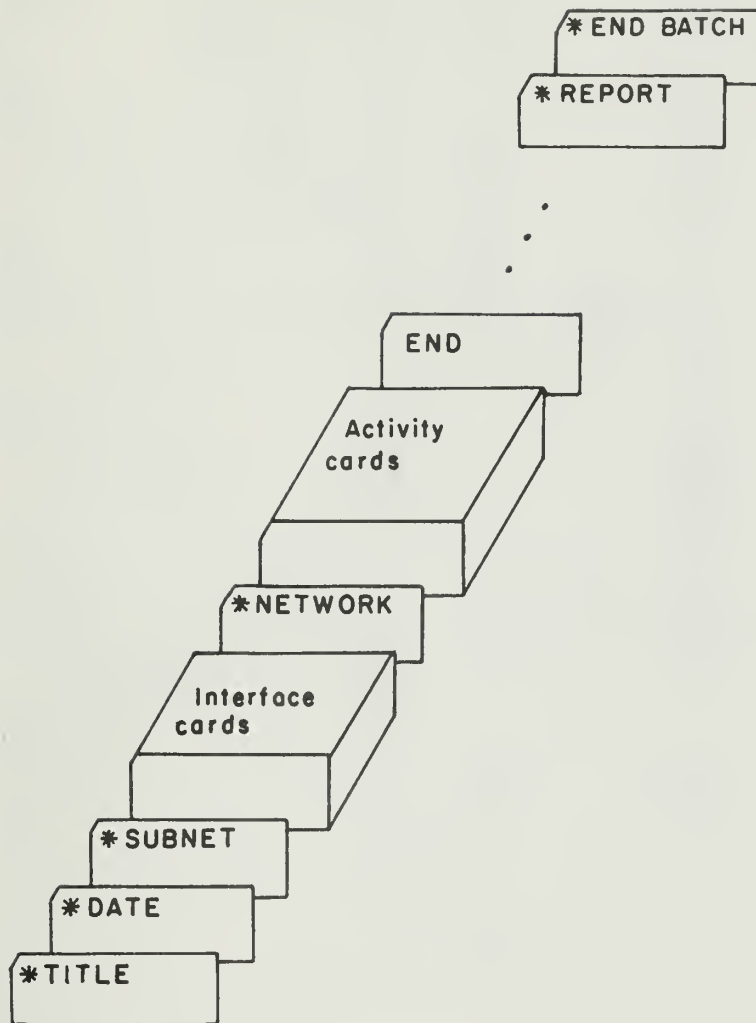 * END BATCH
* REPORT
END
Activity
cards
* NETWORK
Interface
cards
* SUBNET
* DATE
* TITLE